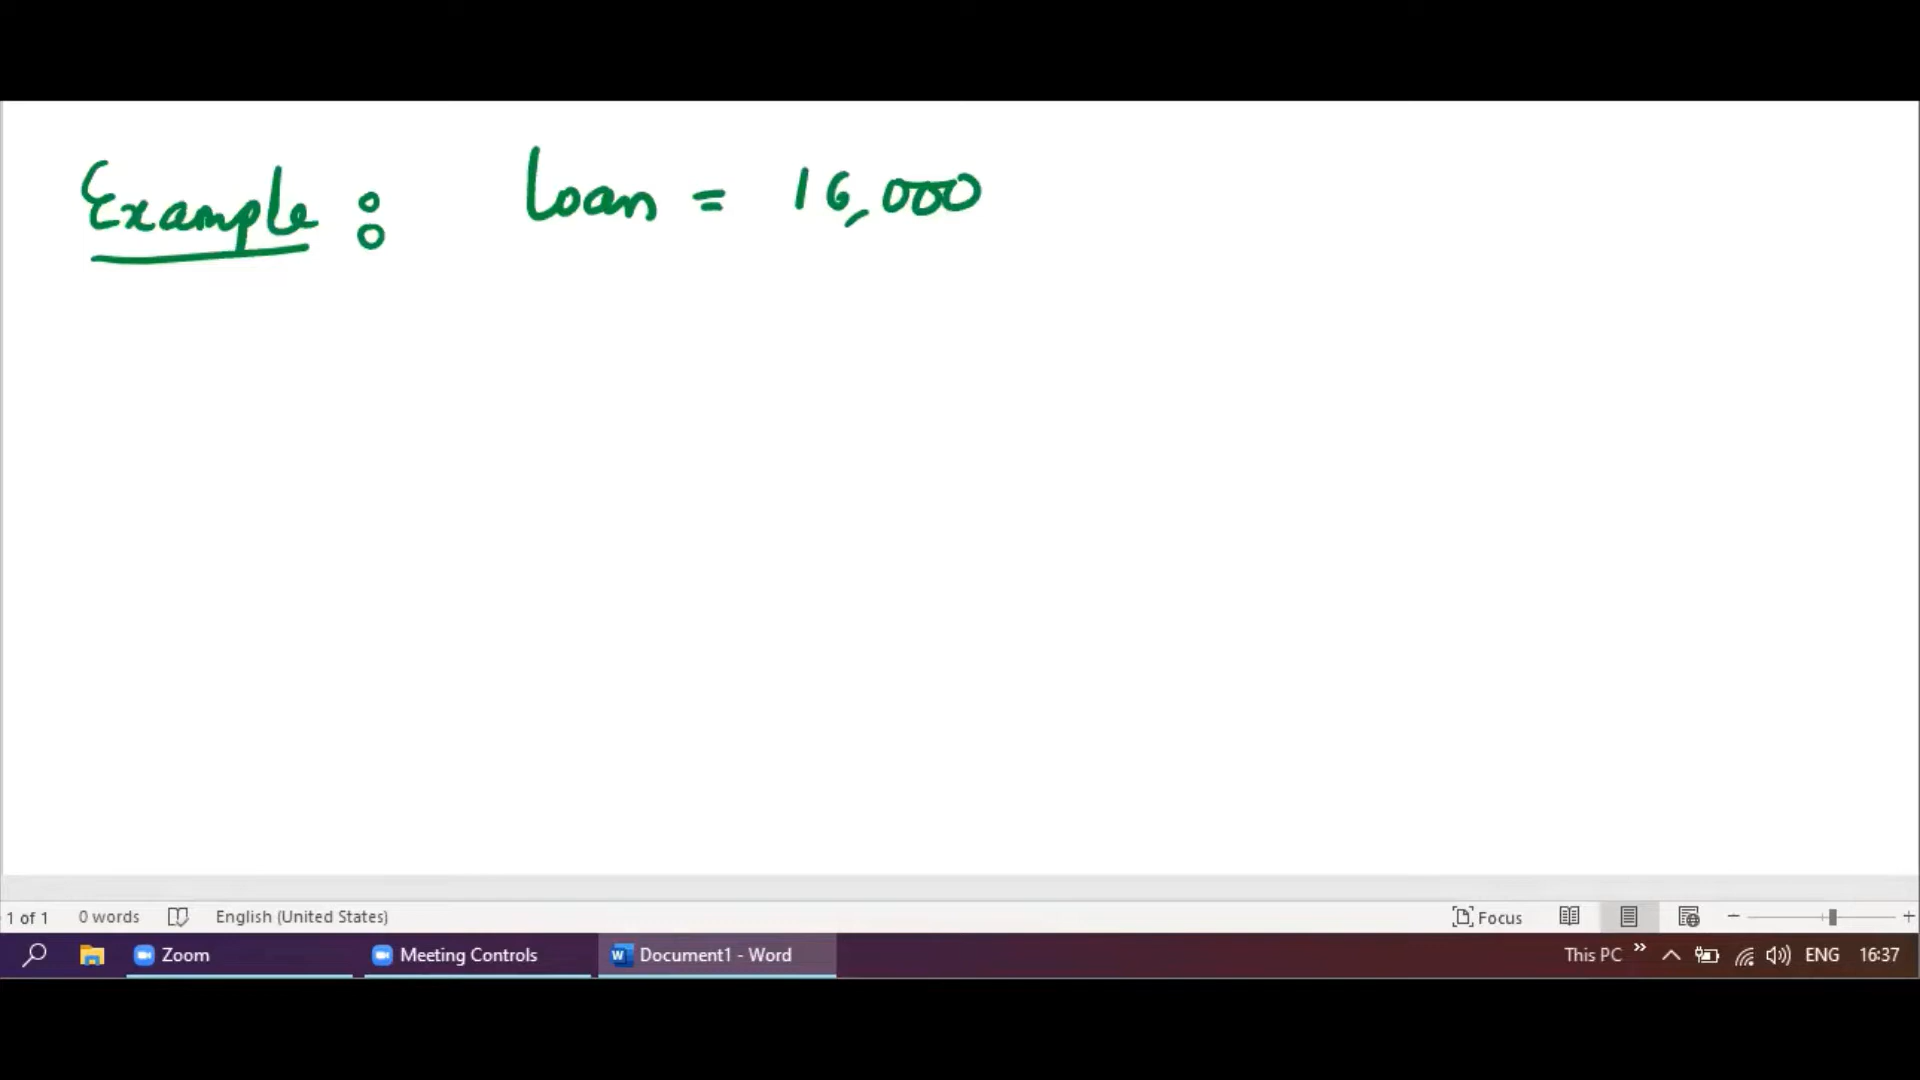 Example : Loan = 16,000
1 of 1 0 words English (United States) Focus
Zoom Meeting Controls Document1 - Word This PC ENG 16:37